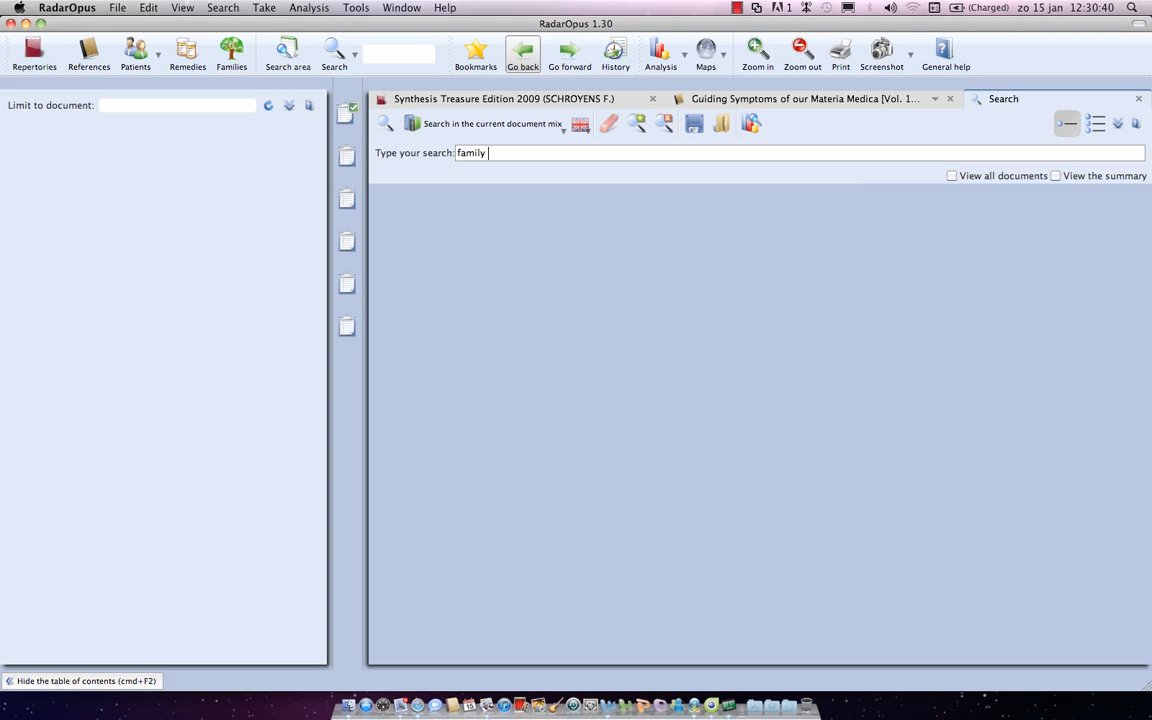 RadarOpus File Edit View Search Take Analysis Tools Window Help 1 (Charged) zo 15 jan 12:30:40
RadarOpus 1.30
Repertories References Patients Remedies Families Search area Search Bookmarks Go back Go forward History Analysis Maps Zoom in Zoom out Print Screenshot General help
Limit to document:
Synthesis Treasure Edition 2009 (SCHROYENS F.) Guiding Symptoms of our Materia Medica [Vol. 1... Search
Search in the current document mix
Type your search: family
View all documents View the summary
Hide the table of contents (cmd+F2)